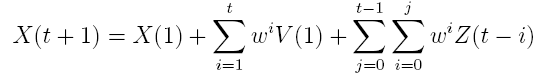 X(t + 1) = X(1) + \sum_{i=1}^{t} w^i V(1) + \sum_{j=0}^{t-1} \sum_{i=0}^{j} w^i Z(t - i)